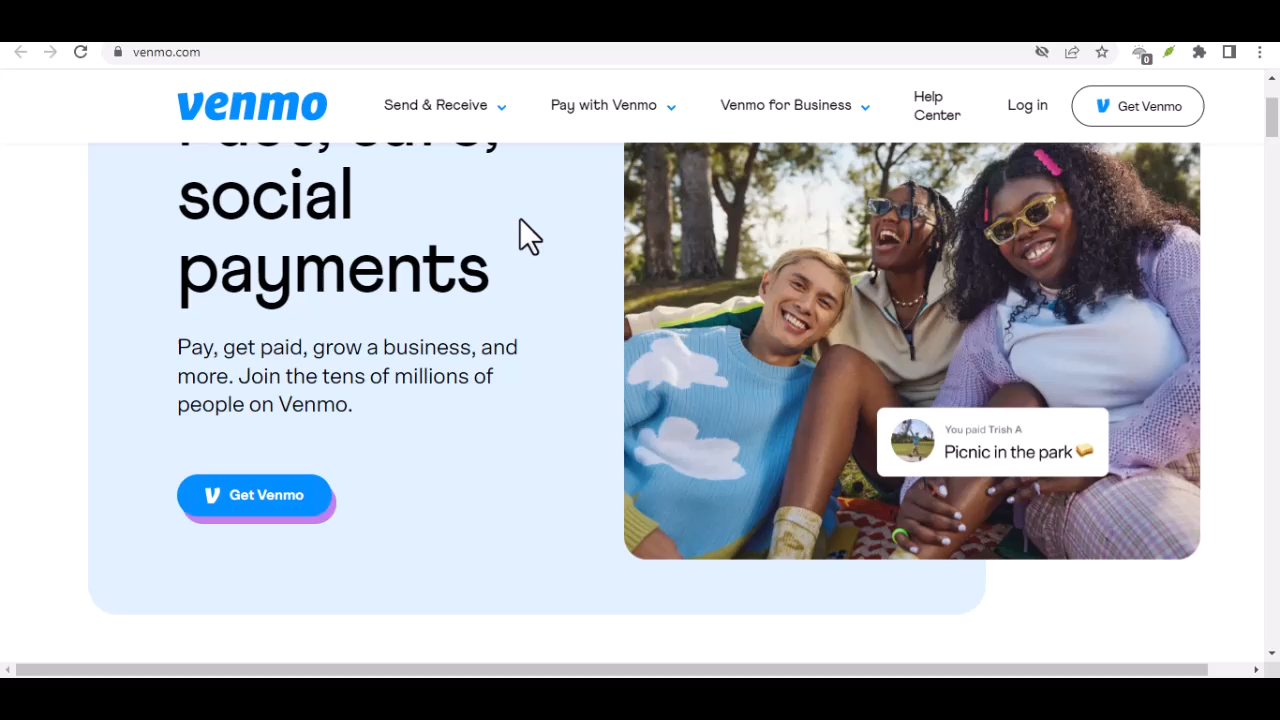 venmo.com
0
venmo
Send & Receive
Pay with Venmo
Venmo for Business
Help
Center
Log in
Get Venmo
social
payments
Pay, get paid, grow a business, and
more. Join the tens of millions of
people on Venmo.
Get Venmo
You paid Trish A
Picnic in the park